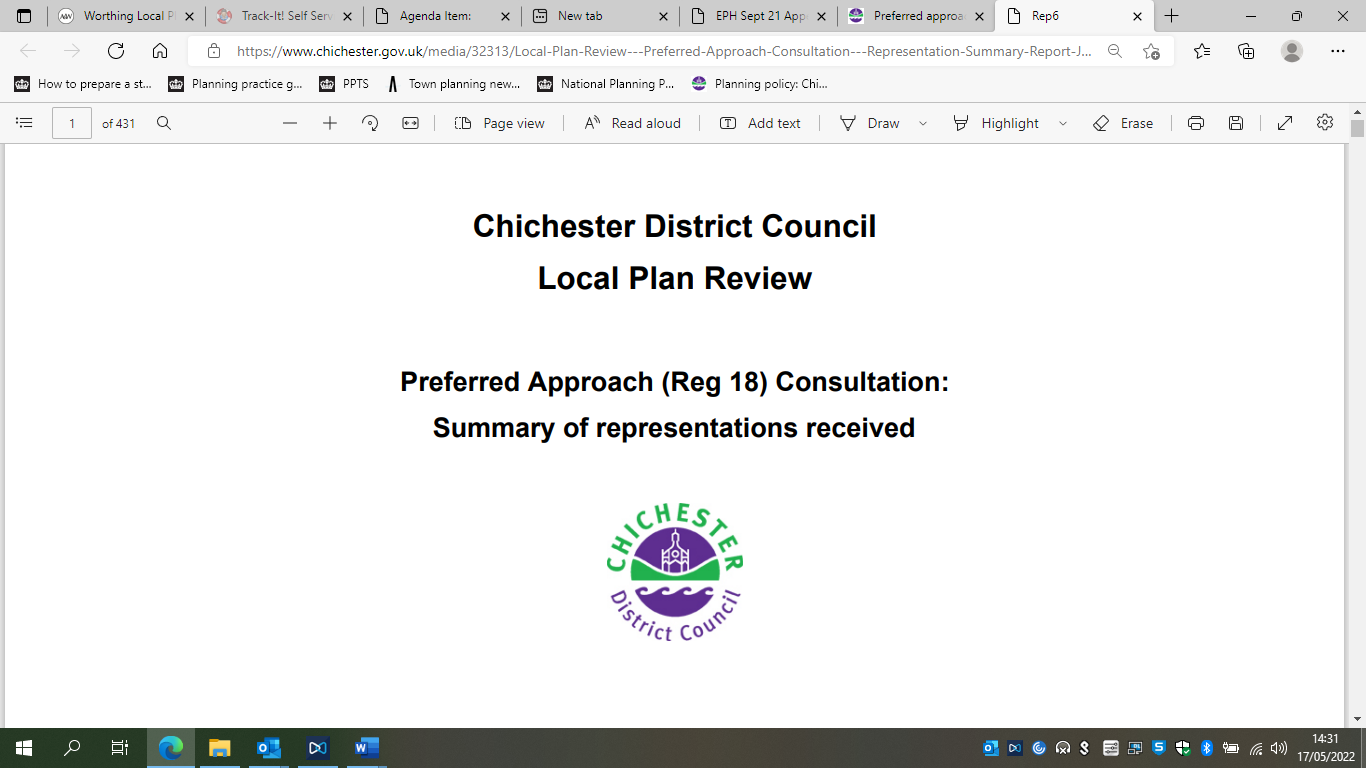 Worthing Local Pl
Track-It! Self Serv
Agenda Item:
New tab
EPH Sept 21 App
Preferred approa
Rep6
https://www.chichester.gov.uk/media/32313/Local-Plan-Review---Preferred-Approach-Consultation---Representation-Summary-Report-J...
How to prepare a st...
Planning practice g...
PPTS
Town planning new...
National Planning P...
Planning policy: Chi...
1 of 431
Page view
Read aloud
Add text
Draw
Highlight
Erase
Chichester District Council
Local Plan Review
Preferred Approach (Reg 18) Consultation:
Summary of representations received
CHICHESTER
District Council
14:31
17/05/2022